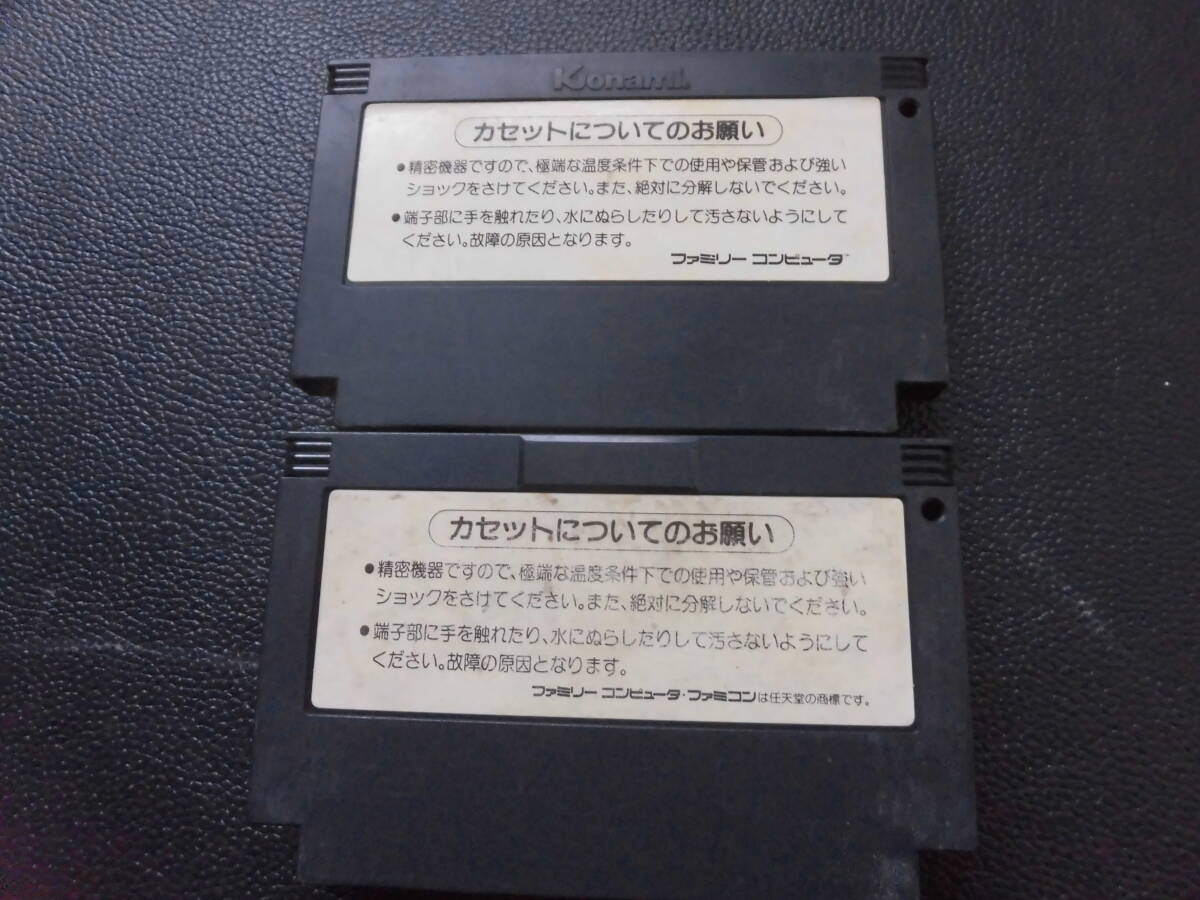 Konami
カセットについてのお願い
●精密機器ですので、極端な温度条件下での使用や保管および強い
ショックをさけてください。また、絶対に分解しないでください。
●端子部に手を触れたり、水にぬらしたりして汚さないようにして
ください。故障の原因となります。
ファミリー コンピュータ™
カセットについてのお願い
●精密機器ですので、極端な温度条件下での使用や保管および強い
ショックをさけてください。また、絶対に分解しないでください。
●端子部に手を触れたり、水にぬらしたりして汚さないようにして
ください。故障の原因となります。
ファミリー コンピュータ・ファミコンは任天堂の商標です。